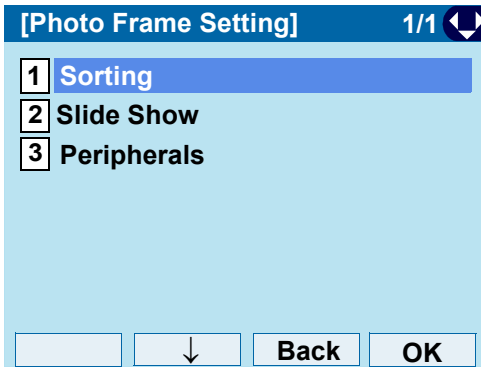 [Photo Frame Setting] 1/1
1 Sorting
2 Slide Show
3 Peripherals
↓ Back OK